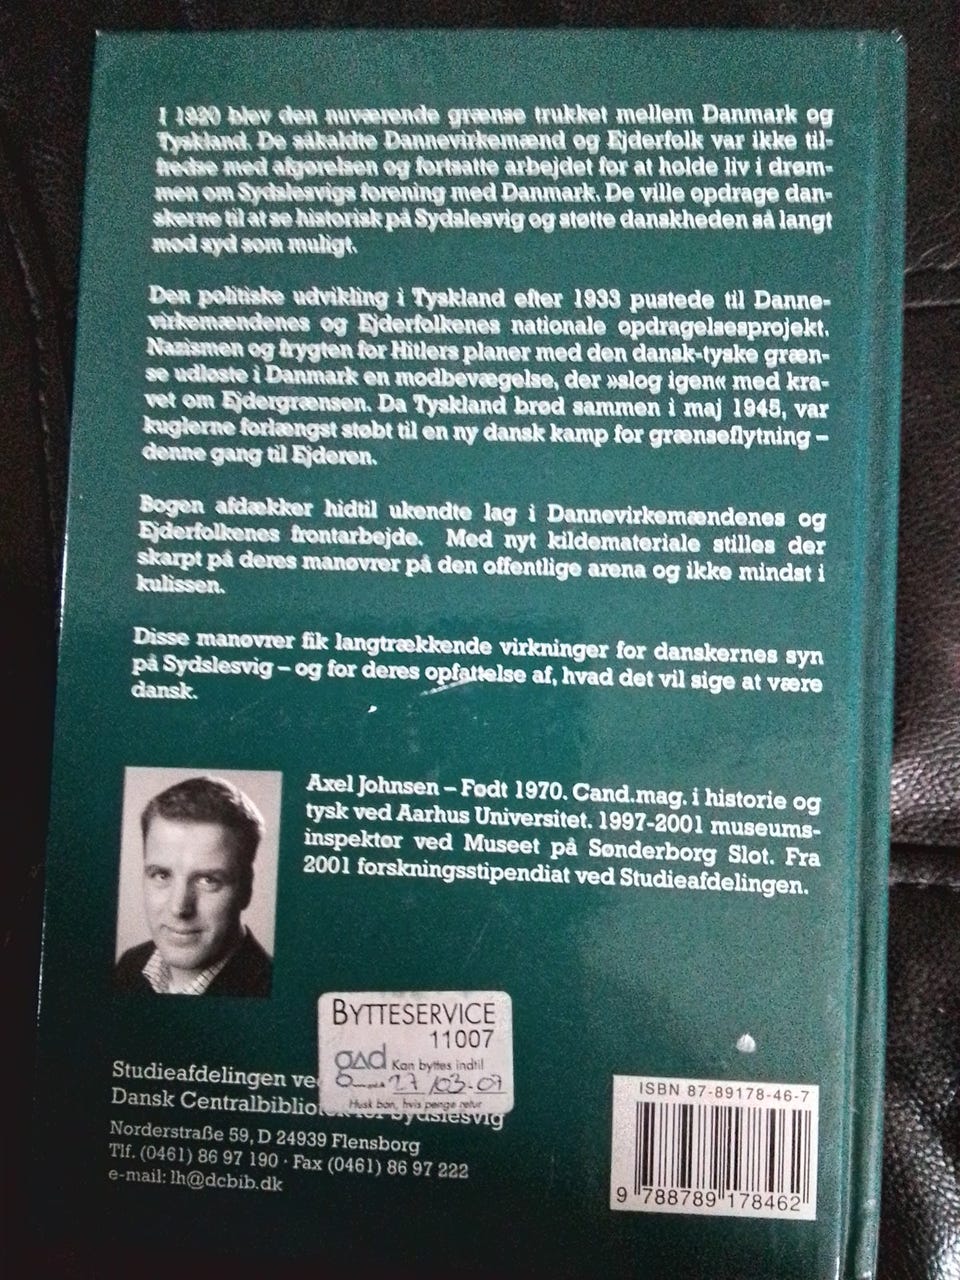 I 1920 blev den nuværende grænse trukket mellem Danmark og
Tyskland. De såkaldte Dannevirkemænd og Ejderfolk var ikke til-
fredse med afgørelsen og fortsatte arbejdet for at holde liv i drøm-
men om Sydslesvigs forening med Danmark. De ville opdrage dan-
skerne til at se historisk på Sydslesvig og støtte danskheden så langt
mod syd som muligt.
Den politiske udvikling i Tyskland efter 1933 pustede til Danne-
virkemændenes og Ejderfolkenes nationale opdragelsesprojekt.
Nazismen og frygten for Hitlers planer med den dansk-tyske græn-
se udløste i Danmark en modbevægelse, der »slog igen« med kra-
vet om Ejdergrænsen. Da Tyskland brød sammen i maj 1945, var
kuglerne forlængst støbt til en ny dansk kamp for grænseflytning –
denne gang til Ejderen.
Bogen afdækker hidtil ukendte lag i Dannevirkemændenes og
Ejderfolkenes frontarbejde. Med nyt kildemateriale stilles der
skarpt på deres manøvrer på den offentlige arena og ikke mindst i
kulissen.
Disse manøvrer fik langtrækkende virkninger for danskernes syn
på Sydslesvig – og for deres opfattelse af, hvad det vil sige at være
dansk.
Axel Johnsen – Født 1970. Cand.mag. i historie og
tysk ved Aarhus Universitet. 1997-2001 museums-
inspektør ved Museet på Sønderborg Slot. Fra
2001 forskningsstipendiat ved Studieafdelingen.
BYTTESERVICE
11007
gad Kan byttes indtil
27/03-07
Husk bon, hvis penge retur
Studieafdelingen ve
Dansk Centralbibliotek for Sydslesvig
Norderstraße 59, D 24939 Flensborg
Tlf. (0461) 86 97 190 · Fax (0461) 86 97 222
e-mail: lh@dcbib.dk
ISBN 87-89178-46-7
9 788789 178462